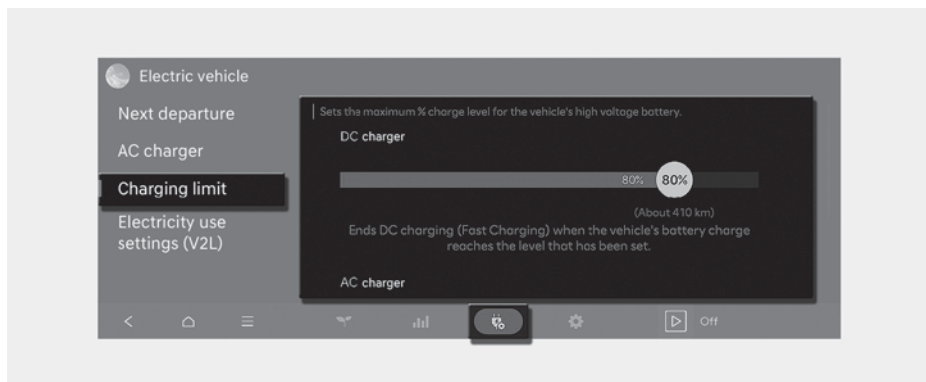 Electric vehicle
Next departure
AC charger
Charging limit
Electricity use
settings (V2L)
Sets the maximum % charge level for the vehicle's high voltage battery.
DC charger
80% 80%
(About 410 km)
Ends DC charging (Fast Charging) when the vehicle's battery charge
reaches the level that has been set.
AC charger
Off